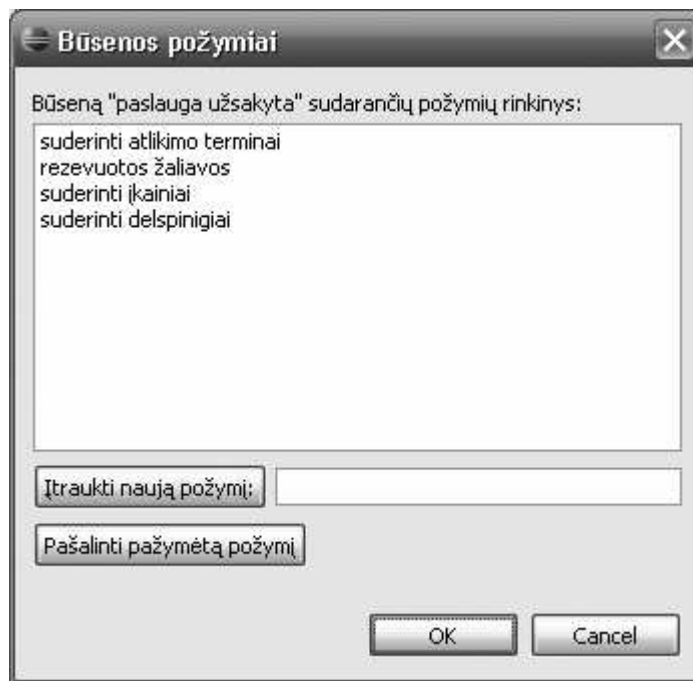 Būsenos požymiai
Būseną "paslauga užsakyta" sudarančių požymių rinkinys:
suderinti atlikimo terminai
rezevuotos žaliavos
suderinti įkainiai
suderinti delspinigiai
Įtraukti naują požymį:
Pašalinti pažymėtą požymį
OK Cancel